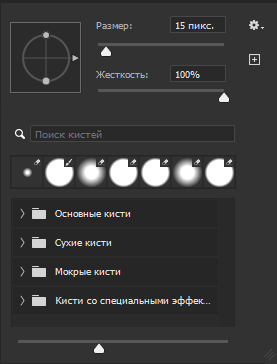 Размер:
15 пикс.
Жесткость:
100%
Поиск кистей
Основные кисти
Сухие кисти
Мокрые кисти
Кисти со специальными эффек...